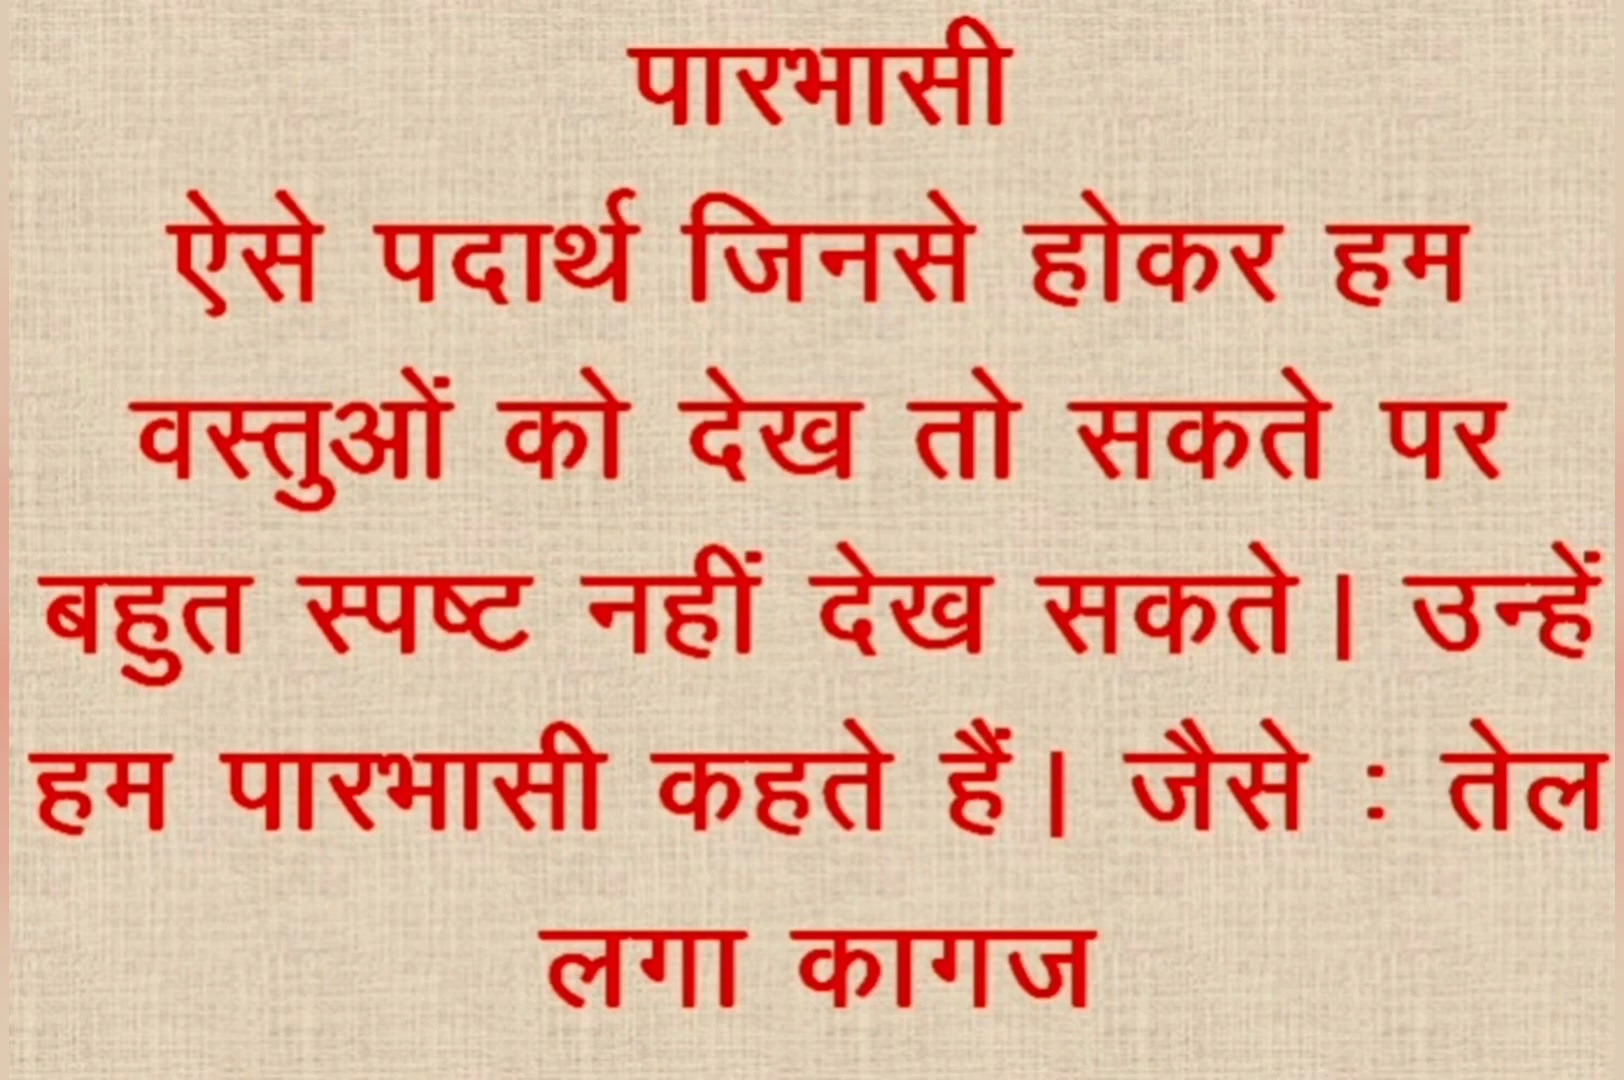 पारभासी
ऐसे पदार्थ जिनसे होकर हम
वस्तुओं को देख तो सकते पर
बहुत स्पष्ट नहीं देख सकते। उन्हें
हम पारभासी कहते हैं। जैसे : तेल
लगा कागज